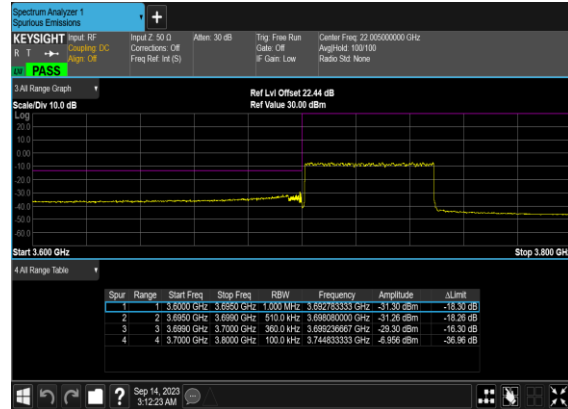 Spectrum Analyzer 1
Spurious Emissions
+
KEYSIGHT Input: RF Input Z: 50 Ω Atten: 30 dB Trig: Free Run Center Freq: 22.005000000 GHz
R T Coupling: DC Corrections: Off Gate: Off Avg|Hold: 100/100
Align: Off Freq Ref: Int (S) IF Gain: Low Radio Std: None
PASS
3 All Range Graph
Ref Lvl Offset 22.44 dB
Scale/Div 10.0 dB Ref Value 30.00 dBm
Log
20.0
10.0
0.00
-10.0
-20.0
-30.0
-40.0
-50.0
-60.0
Start 3.600 GHz Stop 3.800 GHz
4 All Range Table
Spur Range Start Freq Stop Freq RBW Frequency Amplitude ΔLimit
1 1 3.6000 GHz 3.6950 GHz 1.000 MHz 3.692783333 GHz -31.30 dBm -18.30 dB
2 2 3.6950 GHz 3.6990 GHz 510.0 kHz 3.698080000 GHz -31.26 dBm -18.26 dB
3 3 3.6990 GHz 3.7000 GHz 360.0 kHz 3.699236667 GHz -29.30 dBm -16.30 dB
4 4 3.7000 GHz 3.8000 GHz 100.0 kHz 3.744833333 GHz -6.956 dBm -36.96 dB
? Sep 14, 2023
3:12:23 AM